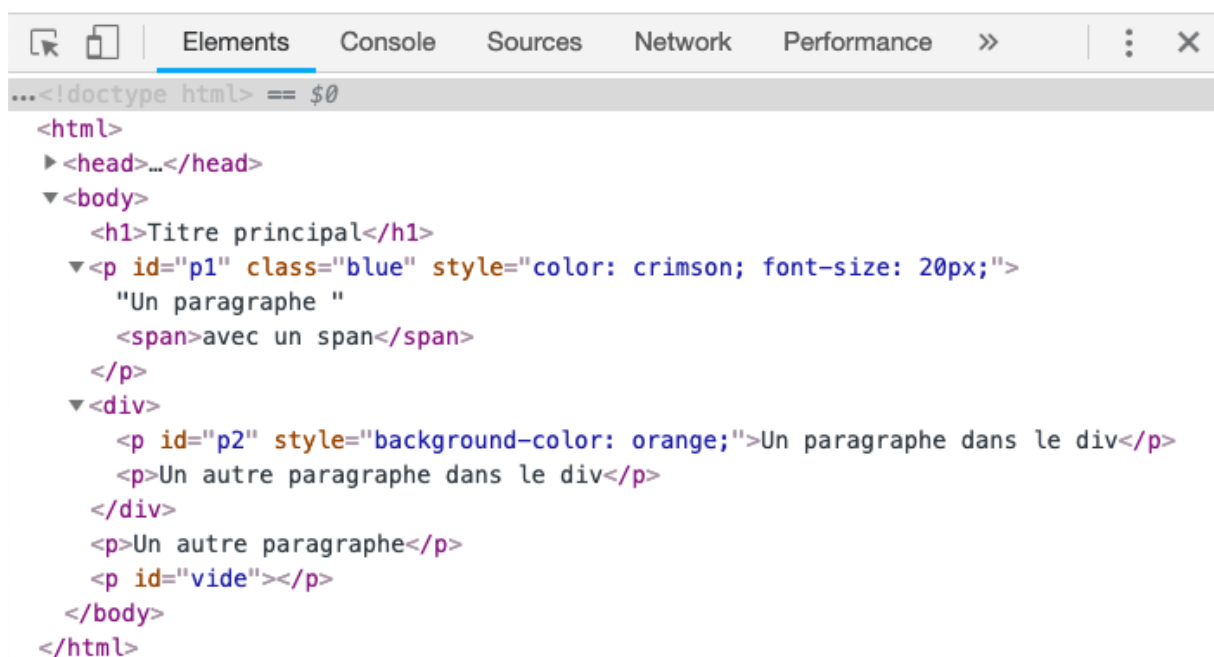 Elements Console Sources Network Performance »
...<!doctype html> == $0
<html>
<head>…</head>
<body>
<h1>Titre principal</h1>
<p id="p1" class="blue" style="color: crimson; font-size: 20px;">
"Un paragraphe "
<span>avec un span</span>
</p>
<div>
<p id="p2" style="background-color: orange;">Un paragraphe dans le div</p>
<p>Un autre paragraphe dans le div</p>
</div>
<p>Un autre paragraphe</p>
<p id="vide"></p>
</body>
</html>